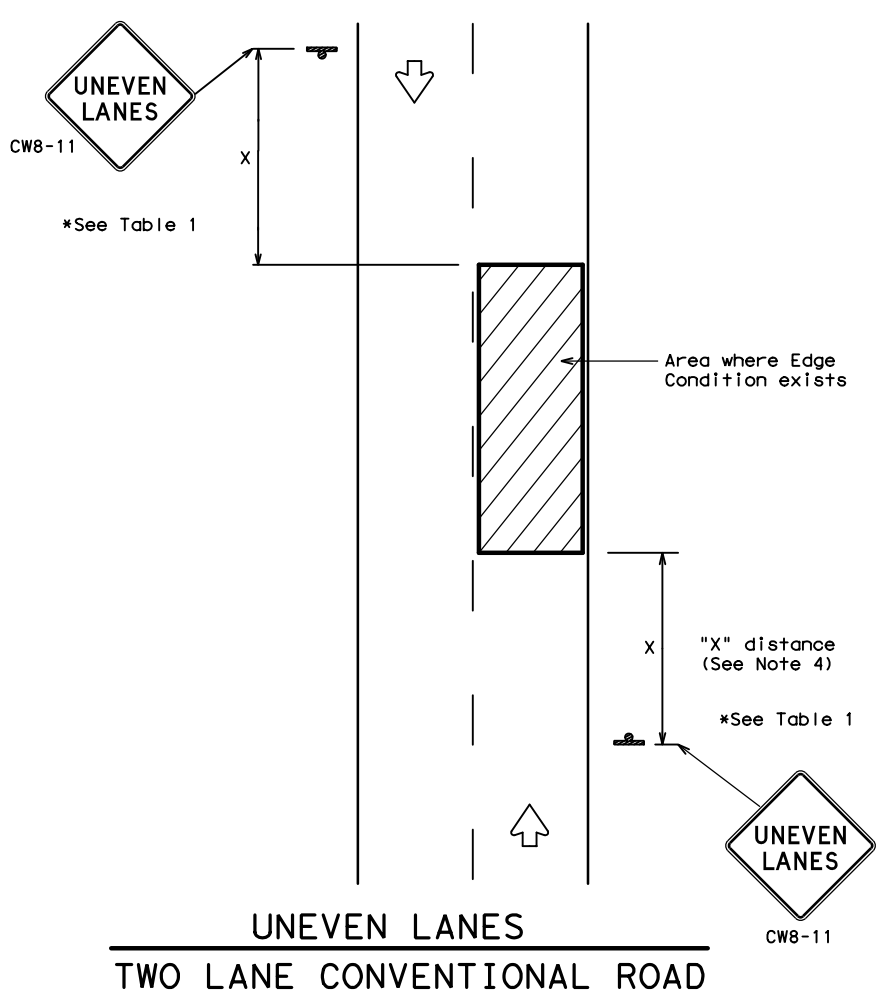 UNEVEN
LANES
CW8-11
X
*See Table 1
Area where Edge
Condition exists
X
"X" distance
(See Note 4)
*See Table 1
UNEVEN
LANES
CW8-11
UNEVEN LANES
TWO LANE CONVENTIONAL ROAD